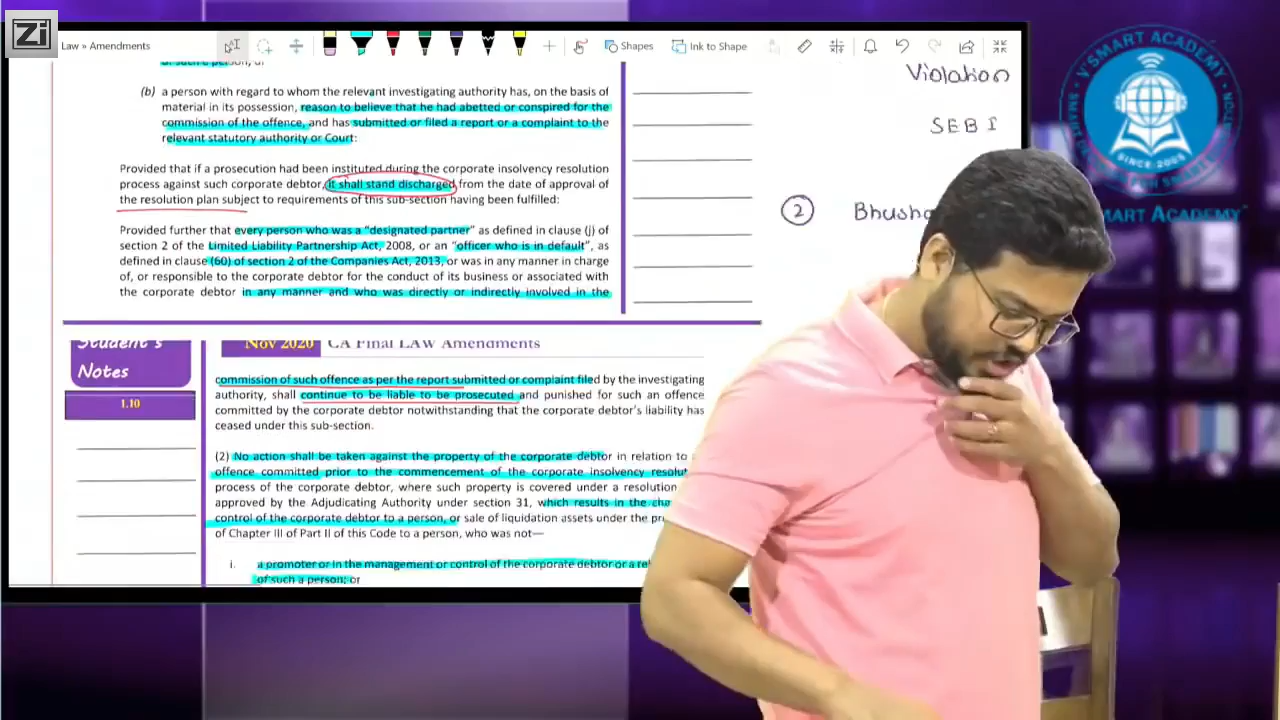 Zi
Law » Amendments
Shapes
Ink to Shape
Violation
SEBI
(b) a person with regard to whom the relevant investigating authority has, on the basis of
material in its possession, reason to believe that he had abetted or conspired for the
commission of the offence, and has submitted or filed a report or a complaint to the
relevant statutory authority or Court:
Provided that if a prosecution had been instituted during the corporate insolvency resolution
process against such corporate debtor, it shall stand discharged from the date of approval of
the resolution plan subject to requirements of this sub-section having been fulfilled:
2 Bhusha
Provided further that every person who was a "designated partner" as defined in clause (j) of
section 2 of the Limited Liability Partnership Act, 2008, or an "officer who is in default", as
defined in clause (60) of section 2 of the Companies Act, 2013, or was in any manner in charge
of, or responsible to the corporate debtor for the conduct of its business or associated with
the corporate debtor in any manner and who was directly or indirectly involved in the
Student's
Notes
1.10
Nov 2020 CA Final LAW Amendments
commission of such offence as per the report submitted or complaint filed by the investigating
authority, shall continue to be liable to be prosecuted and punished for such an offence
committed by the corporate debtor notwithstanding that the corporate debtor's liability has
ceased under this sub-section.
(2) No action shall be taken against the property of the corporate debtor in relation to
offence committed prior to the commencement of the corporate insolvency resolut
process of the corporate debtor, where such property is covered under a resolution
approved by the Adjudicating Authority under section 31, which results in the cha
control of the corporate debtor to a person, or sale of liquidation assets under the pr
of Chapter III of Part II of this Code to a person, who was not—
i. a promoter or in the management or control of the corporate debtor or a rel
of such a person; or
V'SMART ACADEMY
SINCE-2005
V'SMART ACADEMY